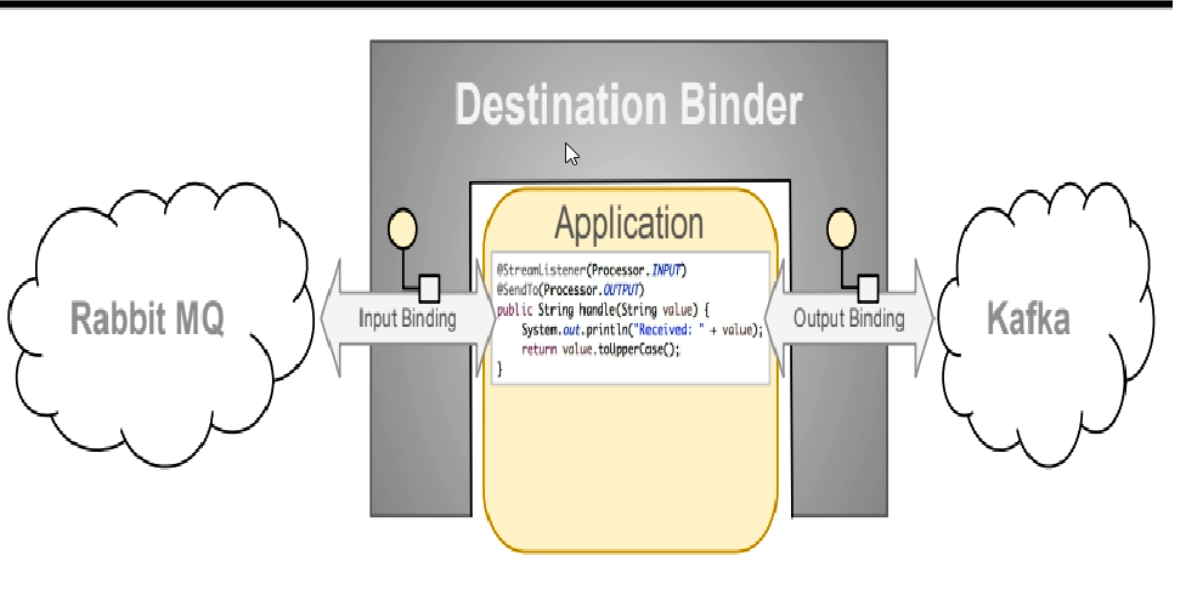 Destination Binder
Application
@StreamListener(Processor.INPUT)
@SendTo(Processor.OUTPUT)
public String handle(String value) {
System.out.println("Received: " + value);
return value.toUpperCase();
}
Rabbit MQ
Input Binding
Output Binding
Kafka